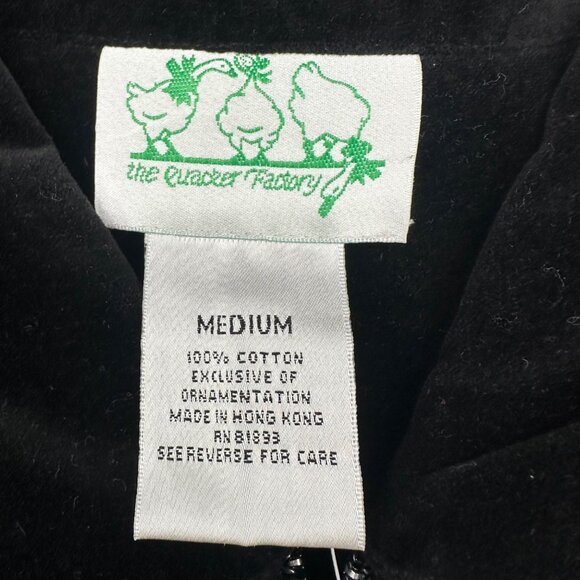 the Quacker Factory
MEDIUM
100% COTTON
EXCLUSIVE OF
ORNAMENTATION
MADE IN HONG KONG
RN 81893
SEE REVERSE FOR CARE